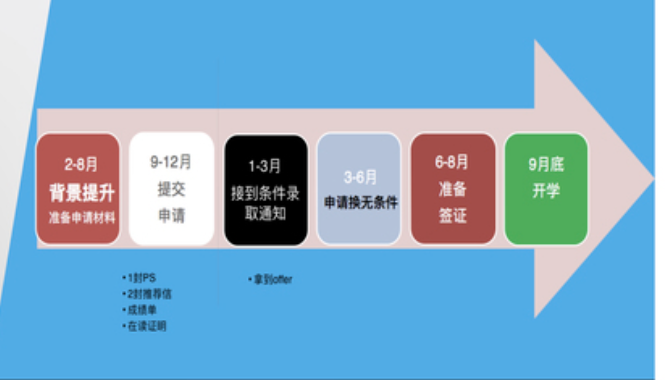 2-8月
背景提升
准备申请材料
9-12月
提交
申请
1-3月
接到条件录
取通知
3-6月
申请换无条件
6-8月
准备
签证
9月底
开学
• 1封PS
• 2封推荐信
• 成绩单
• 在读证明
• 拿到offer